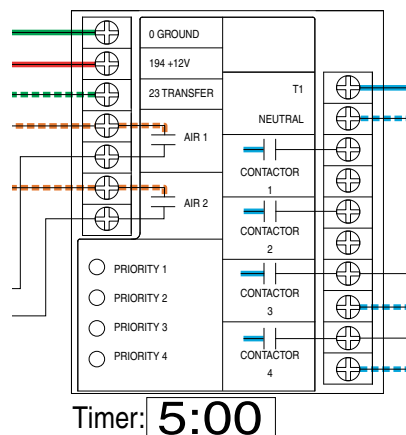 0 GROUND
194 +12V
23 TRANSFER
AIR 1
AIR 2
T1
NEUTRAL
CONTACTOR
1
CONTACTOR
2
CONTACTOR
3
CONTACTOR
4
PRIORITY 1
PRIORITY 2
PRIORITY 3
PRIORITY 4
Timer: 5:00